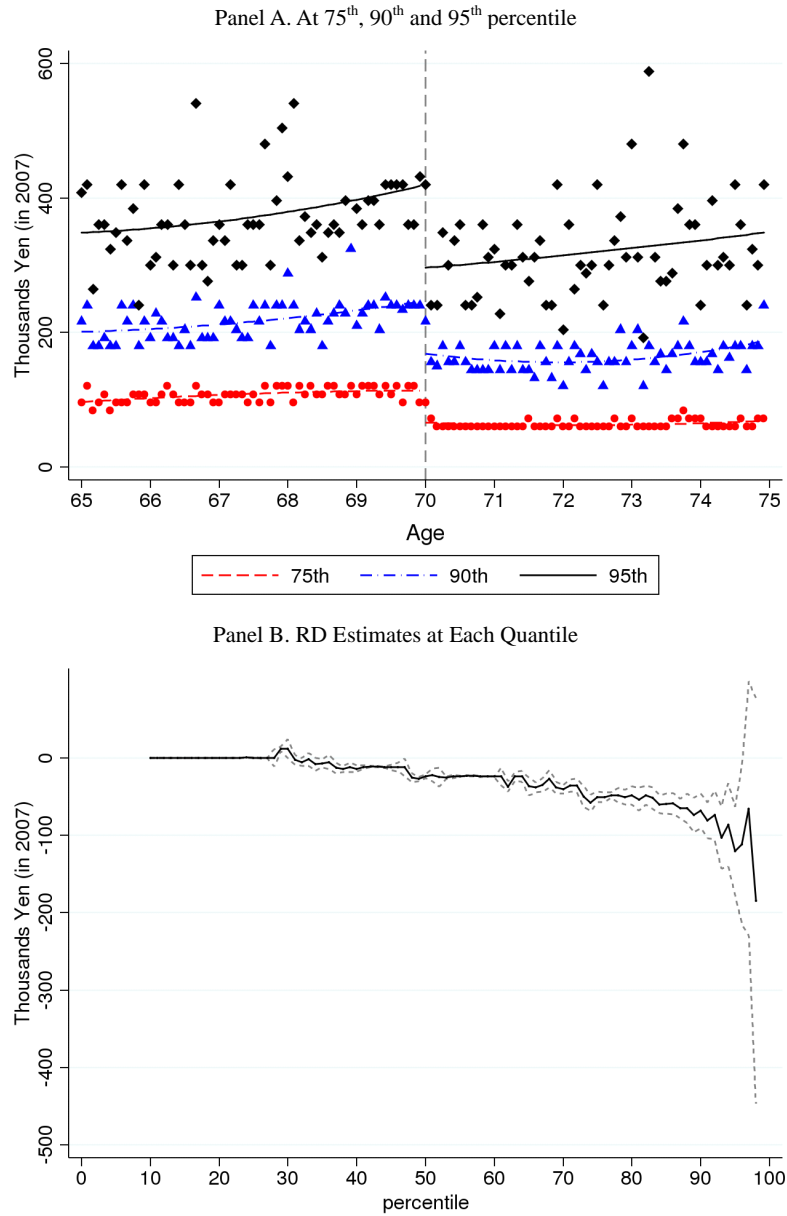 Panel A. At 75th, 90th and 95th percentile
Thousands Yen (in 2007)
600
400
200
0
65 66 67 68 69 70 71 72 73 74 75
Age
75th 90th 95th
Panel B. RD Estimates at Each Quantile
Thousands Yen (in 2007)
0
-100
-200
-300
-400
-500
0 10 20 30 40 50 60 70 80 90 100
percentile